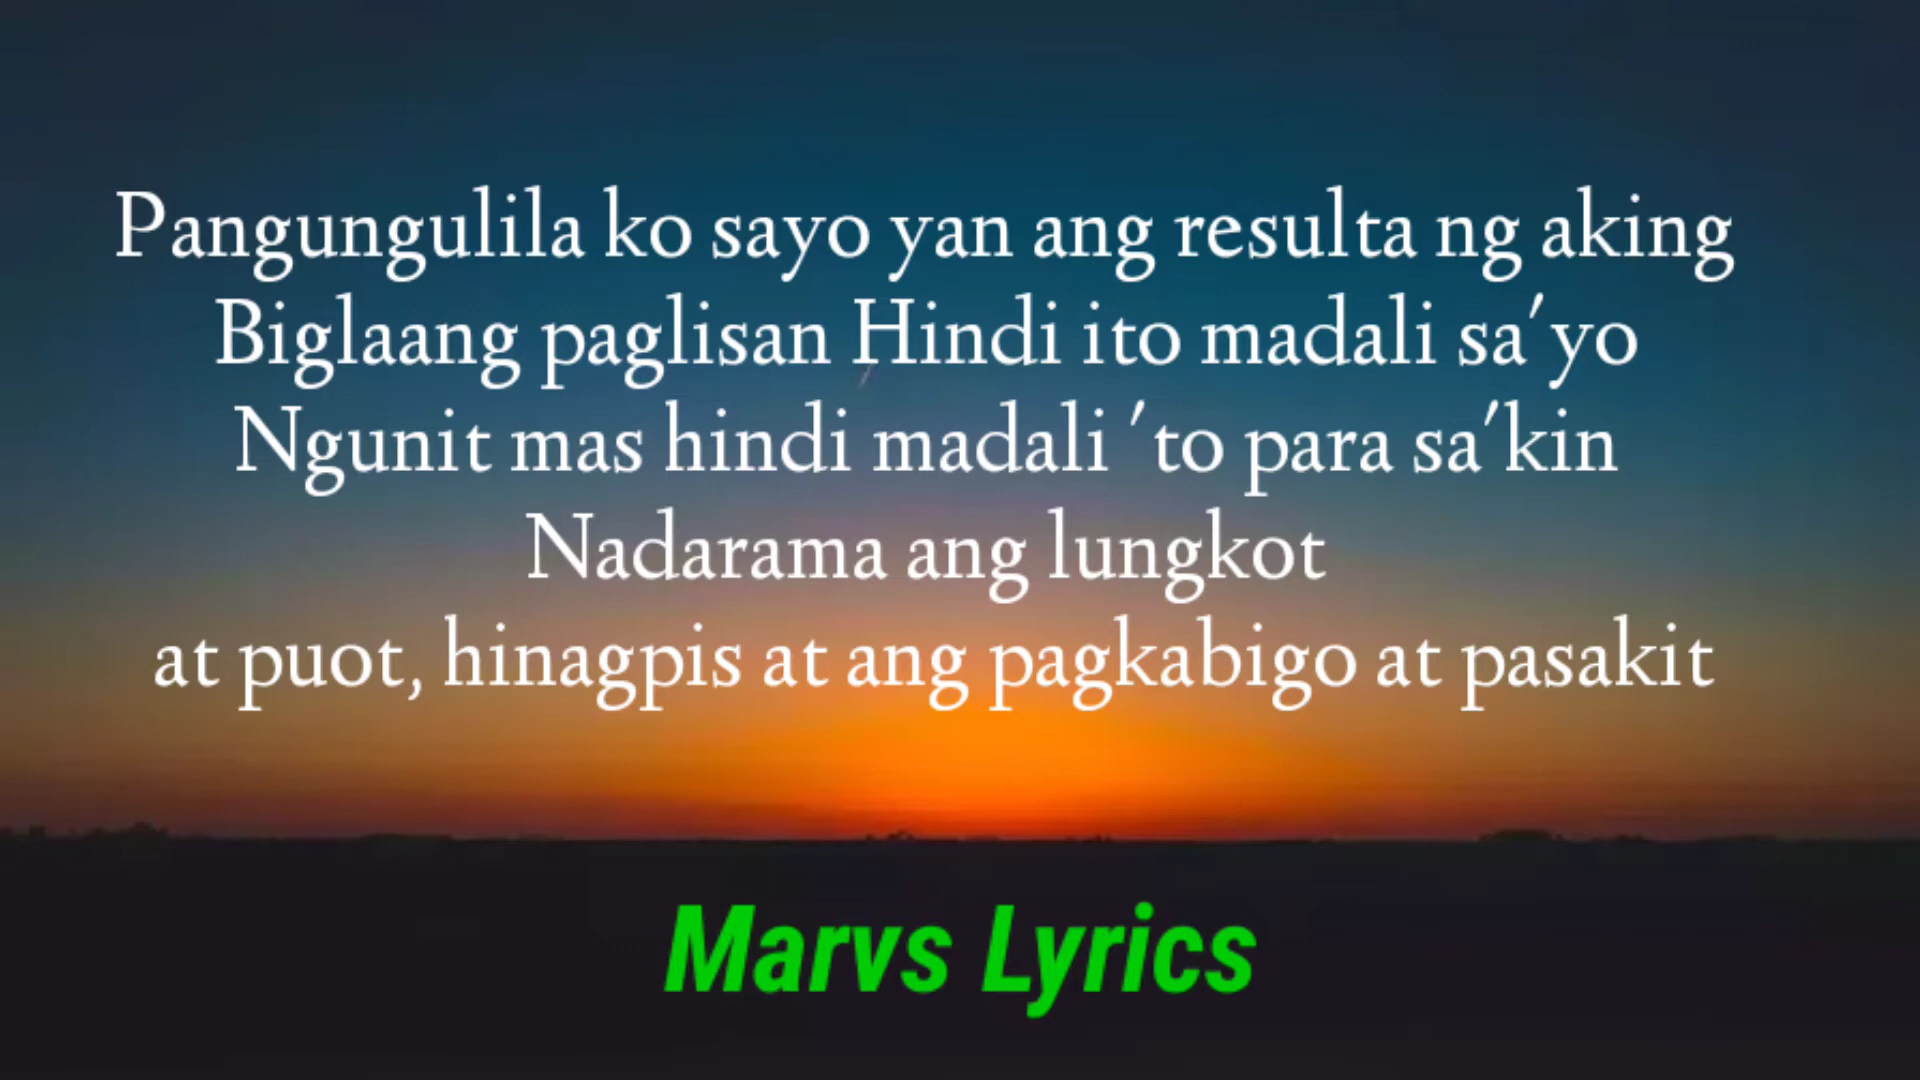 Pangungulila ko sayo yan ang resulta ng aking
Biglaang paglisan Hindi ito madali sa'yo
Ngunit mas hindi madali 'to para sa'kin
Nadarama ang lungkot
at puot, hinagpis at ang pagkabigo at pasakit
Marvs Lyrics